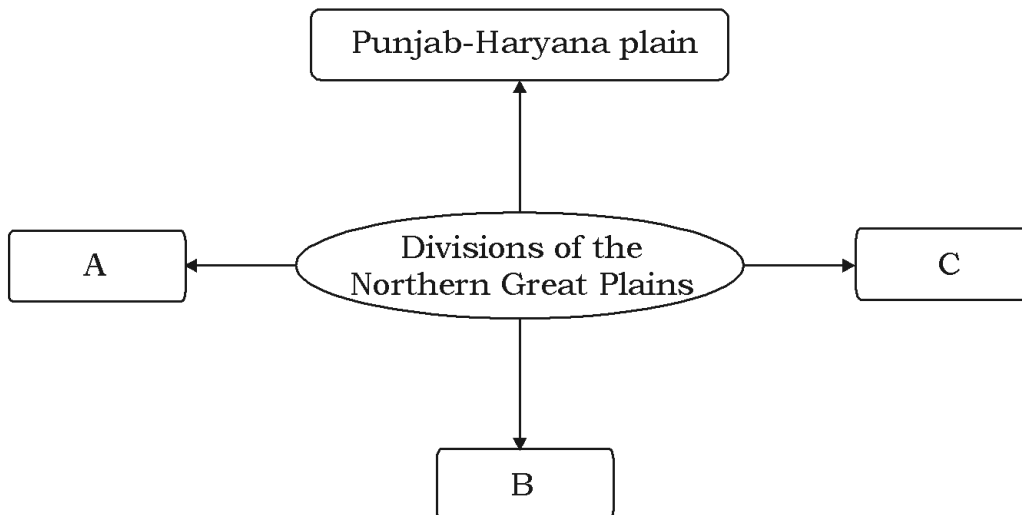 Punjab-Haryana plain
A
Divisions of the
Northern Great Plains
C
B